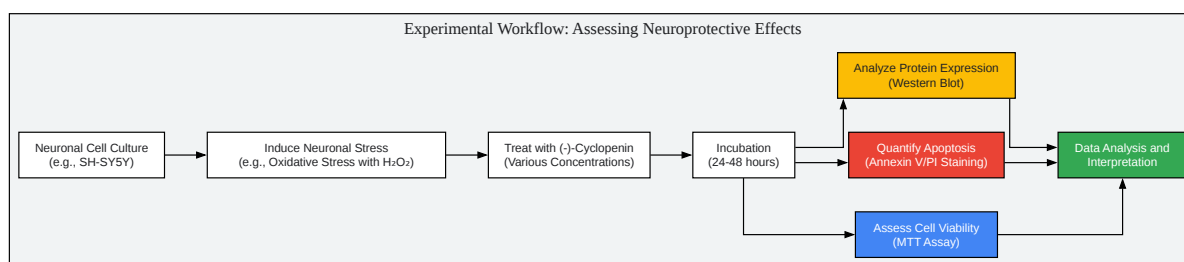 Experimental Workflow: Assessing Neuroprotective Effects
Analyze Protein Expression
(Western Blot)
Neuronal Cell Culture
(e.g., SH-SY5Y)
Induce Neuronal Stress
(e.g., Oxidative Stress with H₂O₂)
Treat with (-)-Cyclopenin
(Various Concentrations)
Incubation
(24-48 hours)
Quantify Apoptosis
(Annexin V/PI Staining)
Data Analysis and
Interpretation
Assess Cell Viability
(MTT Assay)